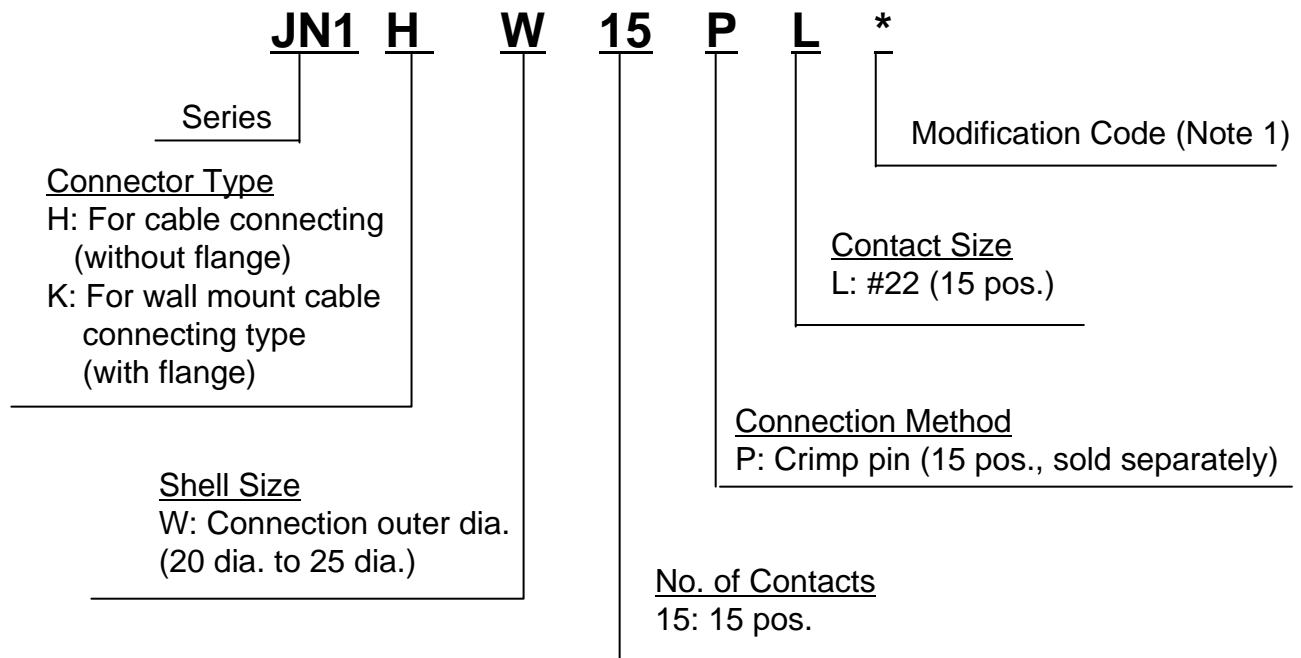 JN1 H W 15 P L *
Series
Modification Code (Note 1)
Connector Type
H: For cable connecting
(without flange)
K: For wall mount cable
connecting type
(with flange)
Contact Size
L: #22 (15 pos.)
Connection Method
P: Crimp pin (15 pos., sold separately)
Shell Size
W: Connection outer dia.
(20 dia. to 25 dia.)
No. of Contacts
15: 15 pos.